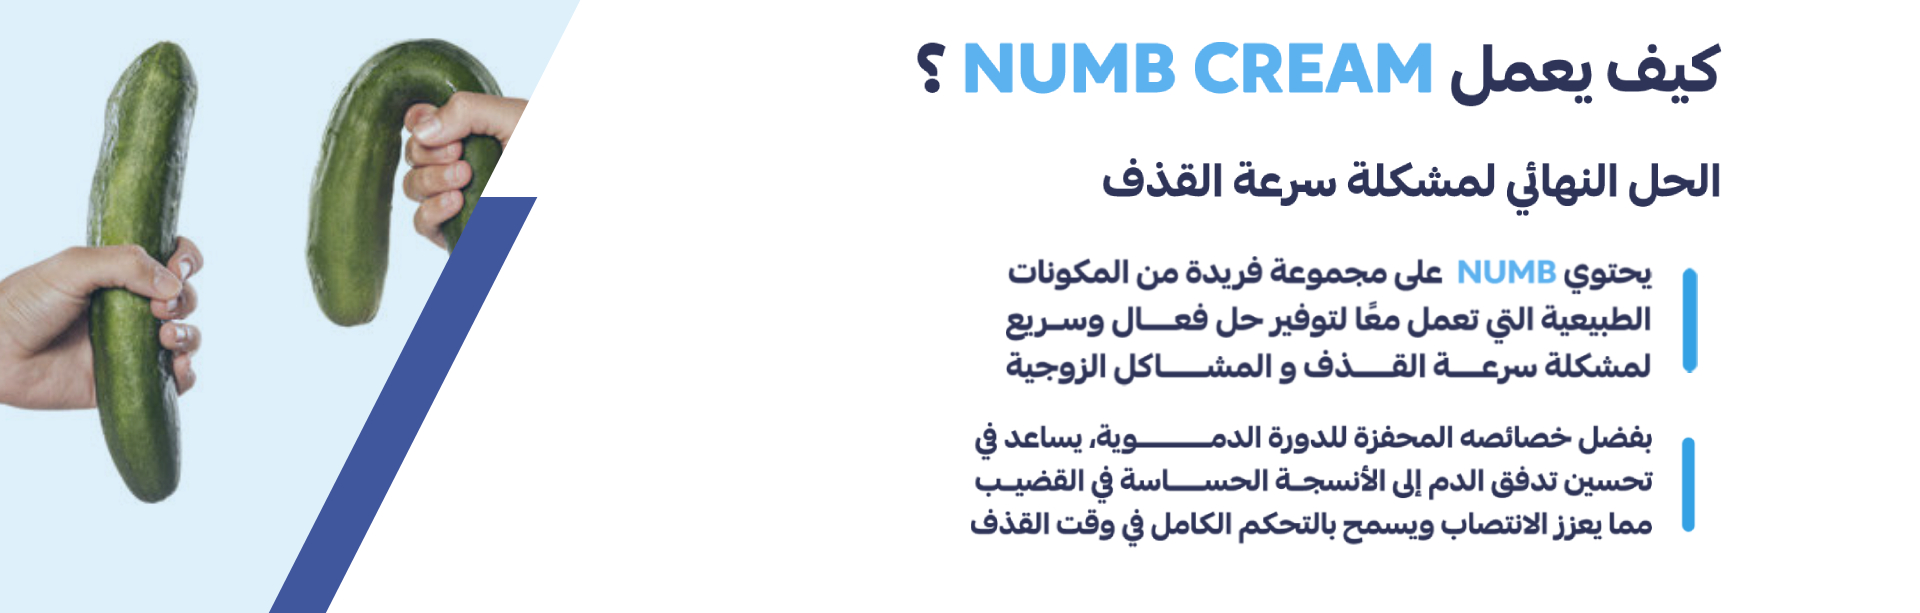 كيف يعمل NUMB CREAM ؟
الحل النهائي لمشكلة سرعة القذف
يحتوي NUMB على مجموعة فريدة من المكونات
الطبيعية التي تعمل معًا لتوفير حل فعـــال وسـريع
لمشكلة سرعــة القــذف و المشـــاكل الزوجية
بفضل خصائصه المحفزة للدورة الدمـــــوية، يساعد في
تحسين تدفق الدم إلى الأنسجـة الحســـاسة في القضيـب
مما يعزز الانتصاب ويسمح بالتحكم الكامل في وقت القذف